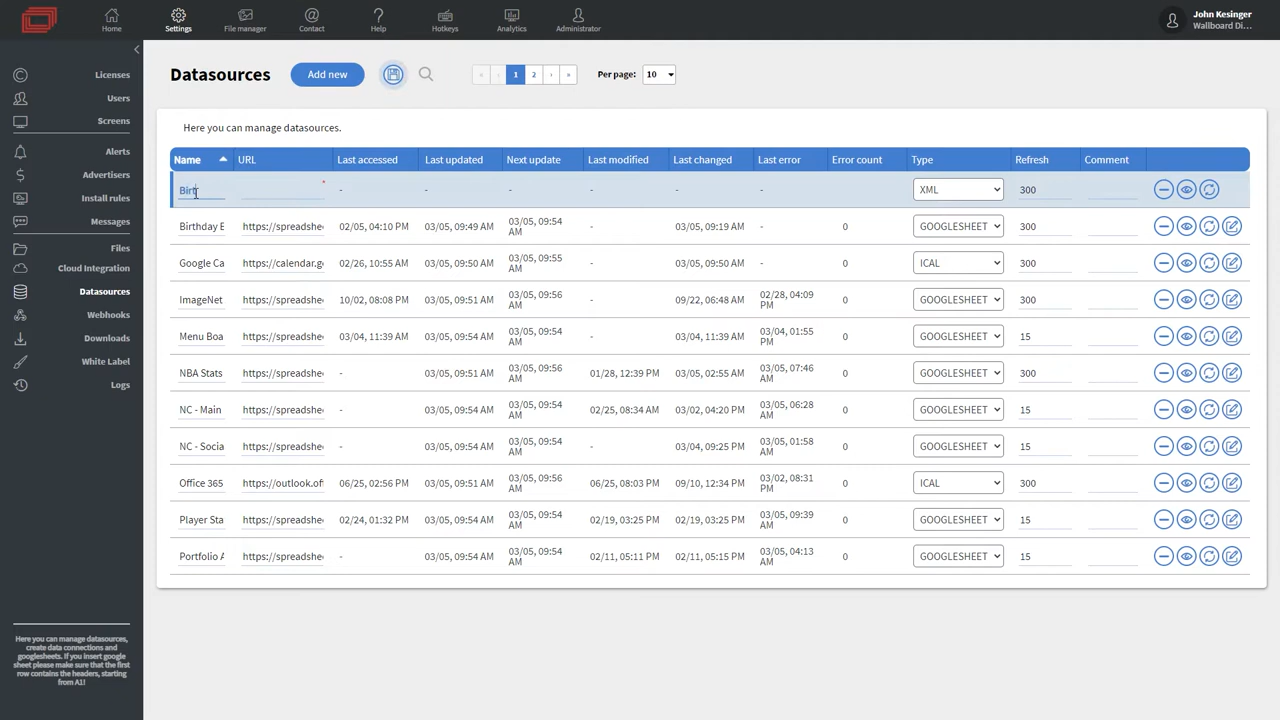 Home
Settings
File manager
Contact
Help
Hotkeys
Analytics
Administrator
John Kesinger
Wallboard Di...
Licenses
Users
Screens
Alerts
Advertisers
Install rules
Messages
Files
Cloud Integration
Datasources
Webhooks
Downloads
White Label
Logs
Here you can manage datasources,
create data connections and
googlesheets. If you insert google
sheet please make sure that the first
row contains the headers, starting
from A1!
Datasources Add new « ‹ 1 2 › » Per page: 10
Here you can manage datasources.
Name URL Last accessed Last updated Next update Last modified Last changed Last error Error count Type Refresh Comment
Birt * - - - - - - XML 300
Birthday E https://spreadshe 02/05, 04:10 PM 03/05, 09:49 AM 03/05, 09:54 AM - 03/05, 09:19 AM - 0 GOOGLESHEET 300
Google Ca https://calendar.g 02/26, 10:55 AM 03/05, 09:50 AM 03/05, 09:55 AM - 03/05, 09:50 AM - 0 ICAL 300
ImageNet https://spreadshe 10/02, 08:08 PM 03/05, 09:51 AM 03/05, 09:56 AM - 09/22, 06:48 AM 02/28, 04:09 PM 0 GOOGLESHEET 300
Menu Boa https://spreadshe 03/04, 11:39 AM 03/05, 09:54 AM 03/05, 09:54 AM - 03/04, 11:39 AM 03/04, 01:55 PM 0 GOOGLESHEET 15
NBA Stats https://spreadshe - 03/05, 09:51 AM 03/05, 09:56 AM 01/28, 12:39 PM 03/05, 02:55 AM 03/05, 07:46 AM 0 GOOGLESHEET 300
NC - Main https://spreadshe - 03/05, 09:54 AM 03/05, 09:54 AM 02/25, 08:34 AM 03/02, 04:20 PM 03/05, 06:28 AM 0 GOOGLESHEET 15
NC - Socia https://spreadshe - 03/05, 09:54 AM 03/05, 09:54 AM - 03/04, 09:25 PM 03/05, 01:58 AM 0 GOOGLESHEET 15
Office 365 https://outlook.of 06/25, 02:56 PM 03/05, 09:51 AM 03/05, 09:56 AM 06/25, 08:03 PM 09/10, 12:34 PM 03/02, 08:31 PM 0 ICAL 300
Player Sta https://spreadshe 02/24, 01:32 PM 03/05, 09:54 AM 03/05, 09:54 AM 02/19, 03:25 PM 02/19, 03:25 PM 03/05, 09:39 AM 0 GOOGLESHEET 15
Portfolio A https://spreadshe - 03/05, 09:54 AM 03/05, 09:54 AM 02/11, 05:11 PM 02/11, 05:15 PM 03/05, 04:13 AM 0 GOOGLESHEET 15